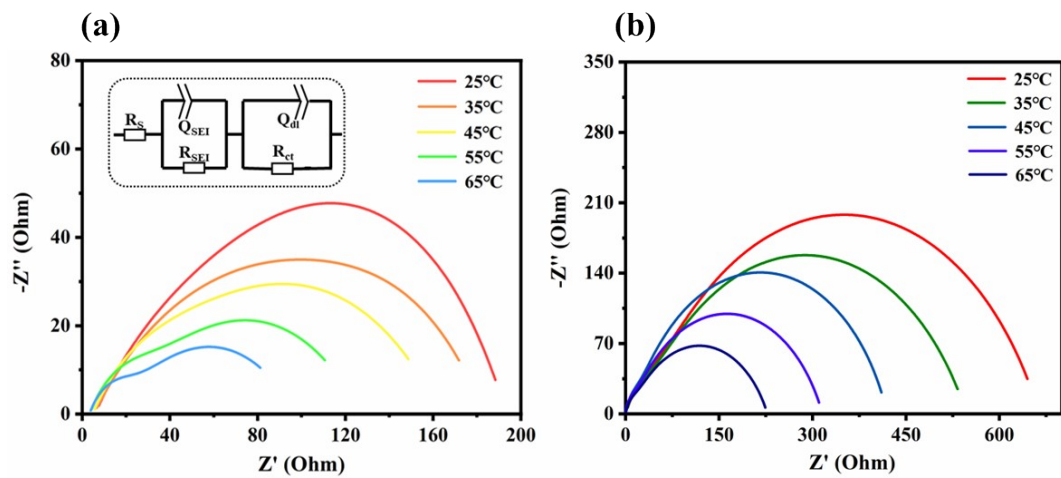 (a)
80
60
40
20
0
-Z'' (Ohm)
R_S
Q_SEI
R_SEI
Q_dl
R_ct
25℃
35℃
45℃
55℃
65℃
0 40 80 120 160 200
Z' (Ohm)
(b)
350
280
210
140
70
0
-Z'' (Ohm)
25℃
35℃
45℃
55℃
65℃
0 150 300 450 600
Z' (Ohm)